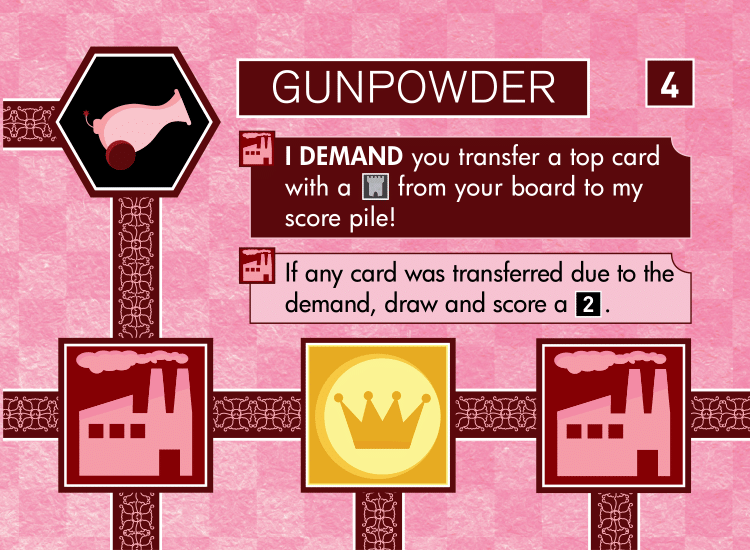 GUNPOWDER
4
I DEMAND you transfer a top card
with a from your board to my
score pile!
If any card was transferred due to the
demand, draw and score a 2.